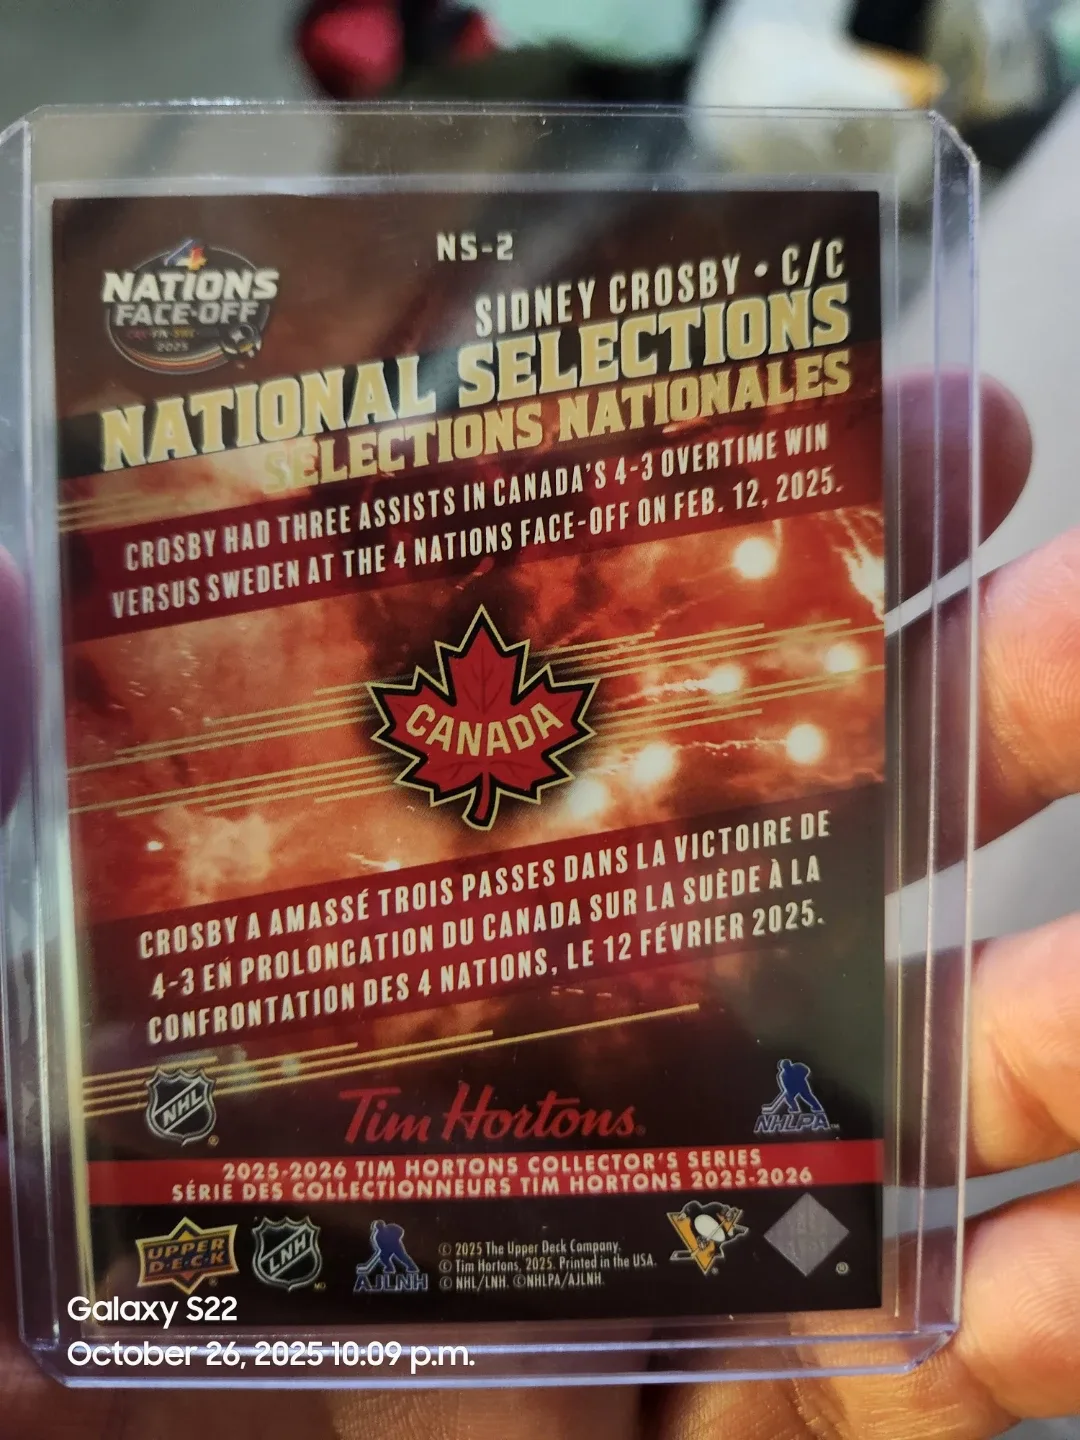 NS-2
NATIONS
FACE-OFF
2025
SIDNEY CROSBY • C/C
NATIONAL SELECTIONS
SÉLECTIONS NATIONALES
CROSBY HAD THREE ASSISTS IN CANADA'S 4-3 OVERTIME WIN
VERSUS SWEDEN AT THE 4 NATIONS FACE-OFF ON FEB. 12, 2025.
CANADA
CROSBY A AMASSÉ TROIS PASSES DANS LA VICTOIRE DE
4-3 EN PROLONGATION DU CANADA SUR LA SUÈDE À LA
CONFRONTATION DES 4 NATIONS, LE 12 FÉVRIER 2025.
NHL
Tim Hortons®
NHLPA™
2025-2026 TIM HORTONS COLLECTOR'S SERIES
SÉRIE DES COLLECTIONNEURS TIM HORTONS 2025-2026
UPPER
D·E·C·K
LNH
AJLNH
© 2025 The Upper Deck Company.
© Tim Hortons, 2025. Printed in the USA.
© NHL/LNH. ©NHLPA/AJLNH.
Galaxy S22
October 26, 2025 10:09 p.m.